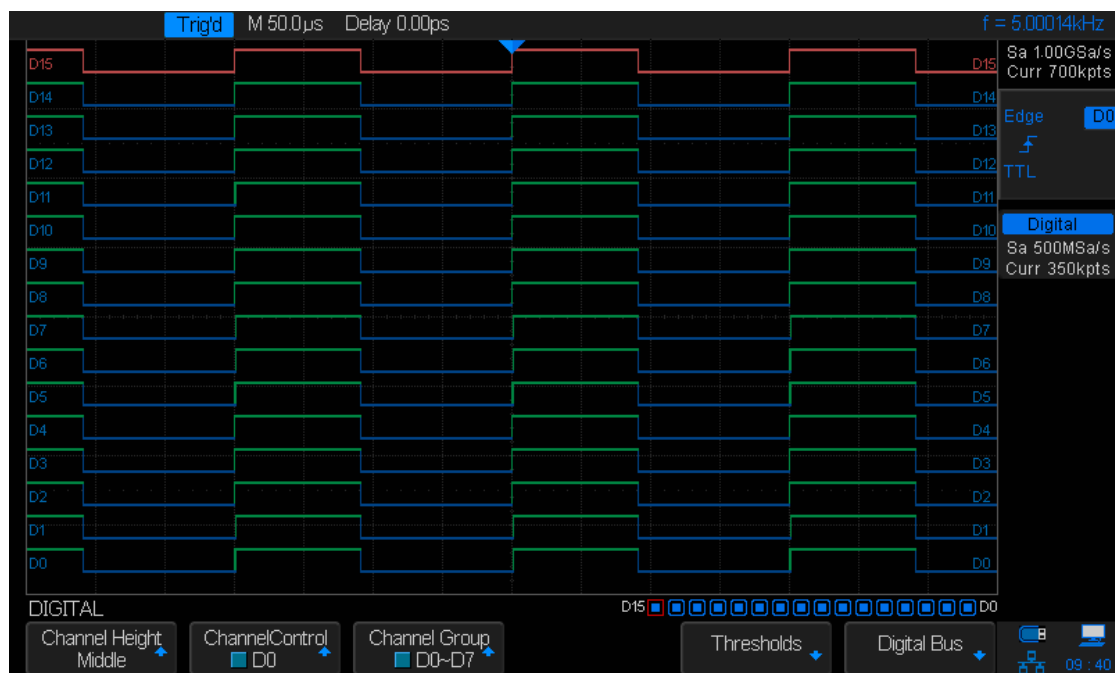 Trig'd M 50.0µs Delay 0.00ps f = 5.00014kHz
Sa 1.00GSa/s
Curr 700kpts
Edge D0
TTL
Digital
Sa 500MSa/s
Curr 350kpts
D15 D15
D14 D14
D13 D13
D12 D12
D11 D11
D10 D10
D9 D9
D8 D8
D7 D7
D6 D6
D5 D5
D4 D4
D3 D3
D2 D2
D1 D1
D0 D0
DIGITAL D15 D0
Channel Height
Middle
ChannelControl
D0
Channel Group
D0~D7
Thresholds
Digital Bus
09 : 40